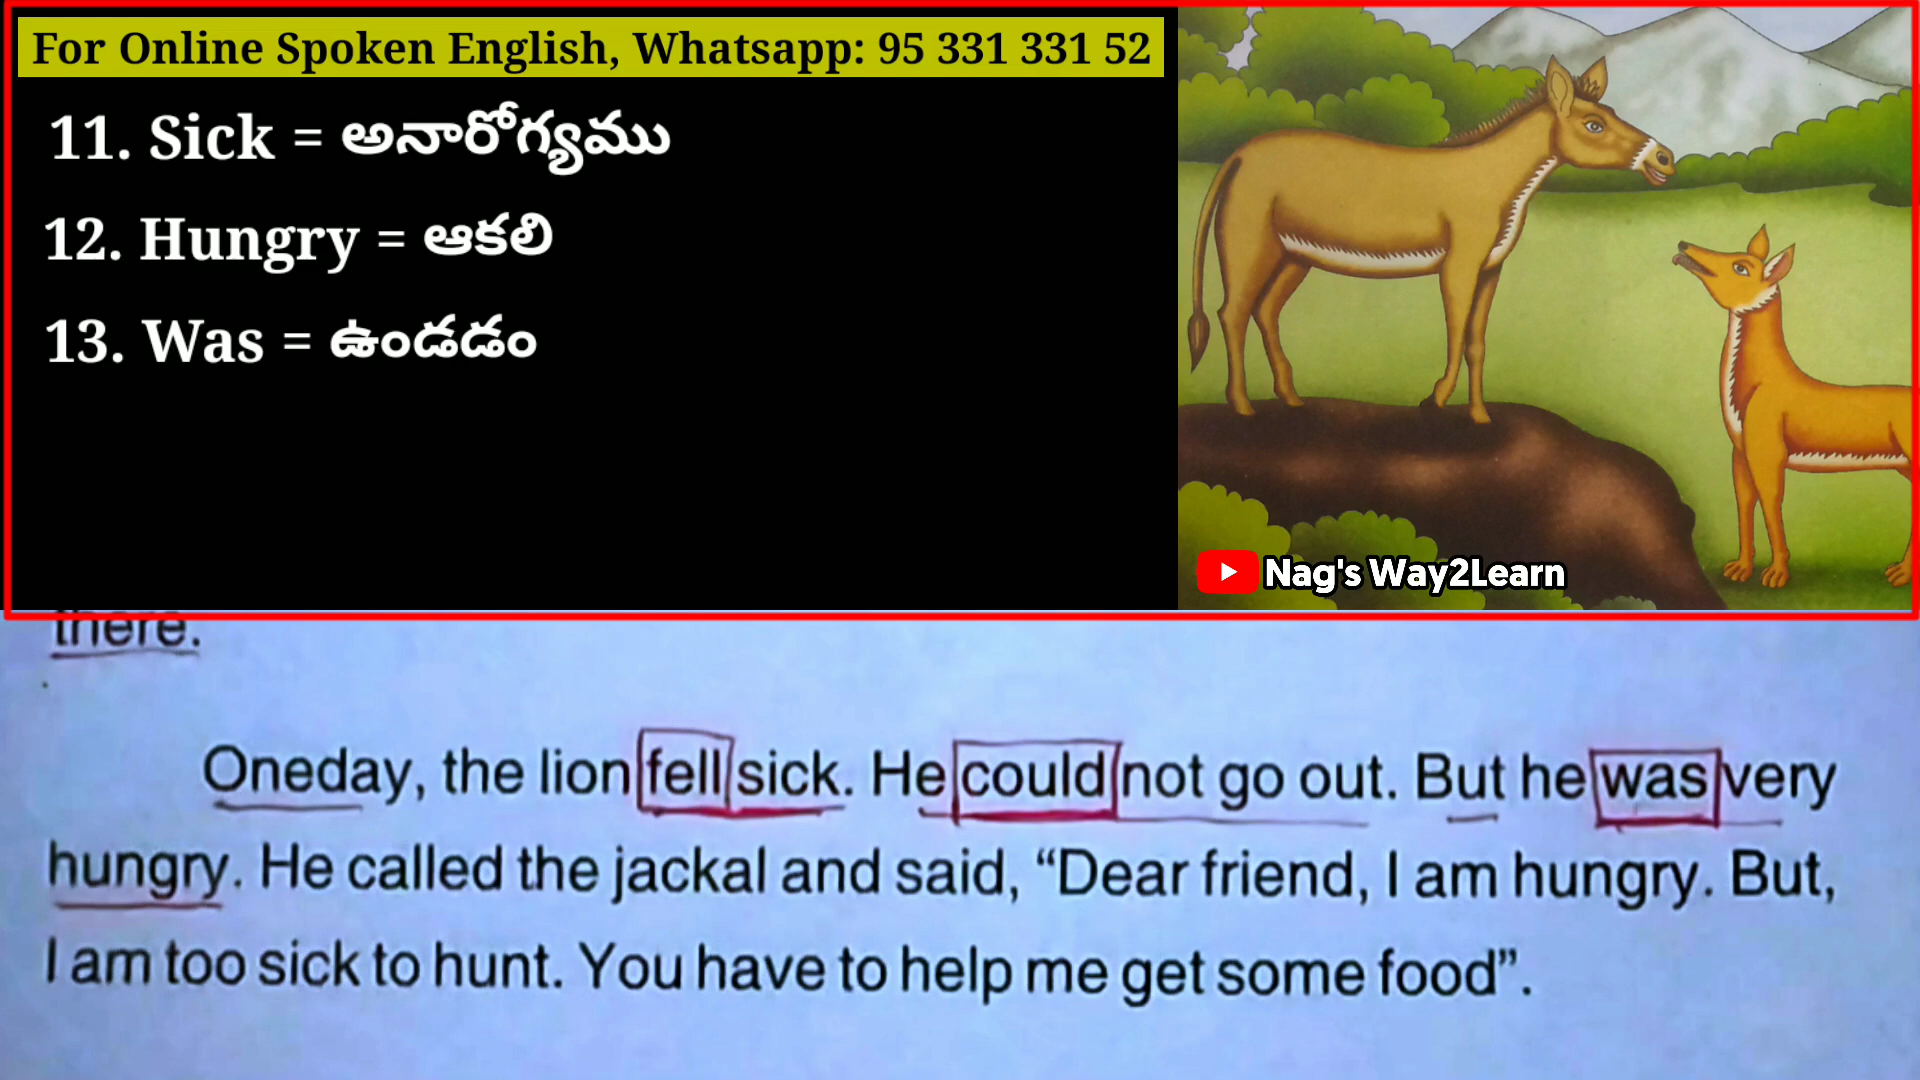 For Online Spoken English, Whatsapp: 95 331 331 52
11. Sick = అనారోగ్యము
12. Hungry = ఆకలి
13. Was = ఉండడం
Nag's Way2Learn
there.
Oneday, the lion fell sick. He could not go out. But he was very
hungry. He called the jackal and said, “Dear friend, I am hungry. But,
I am too sick to hunt. You have to help me get some food”.